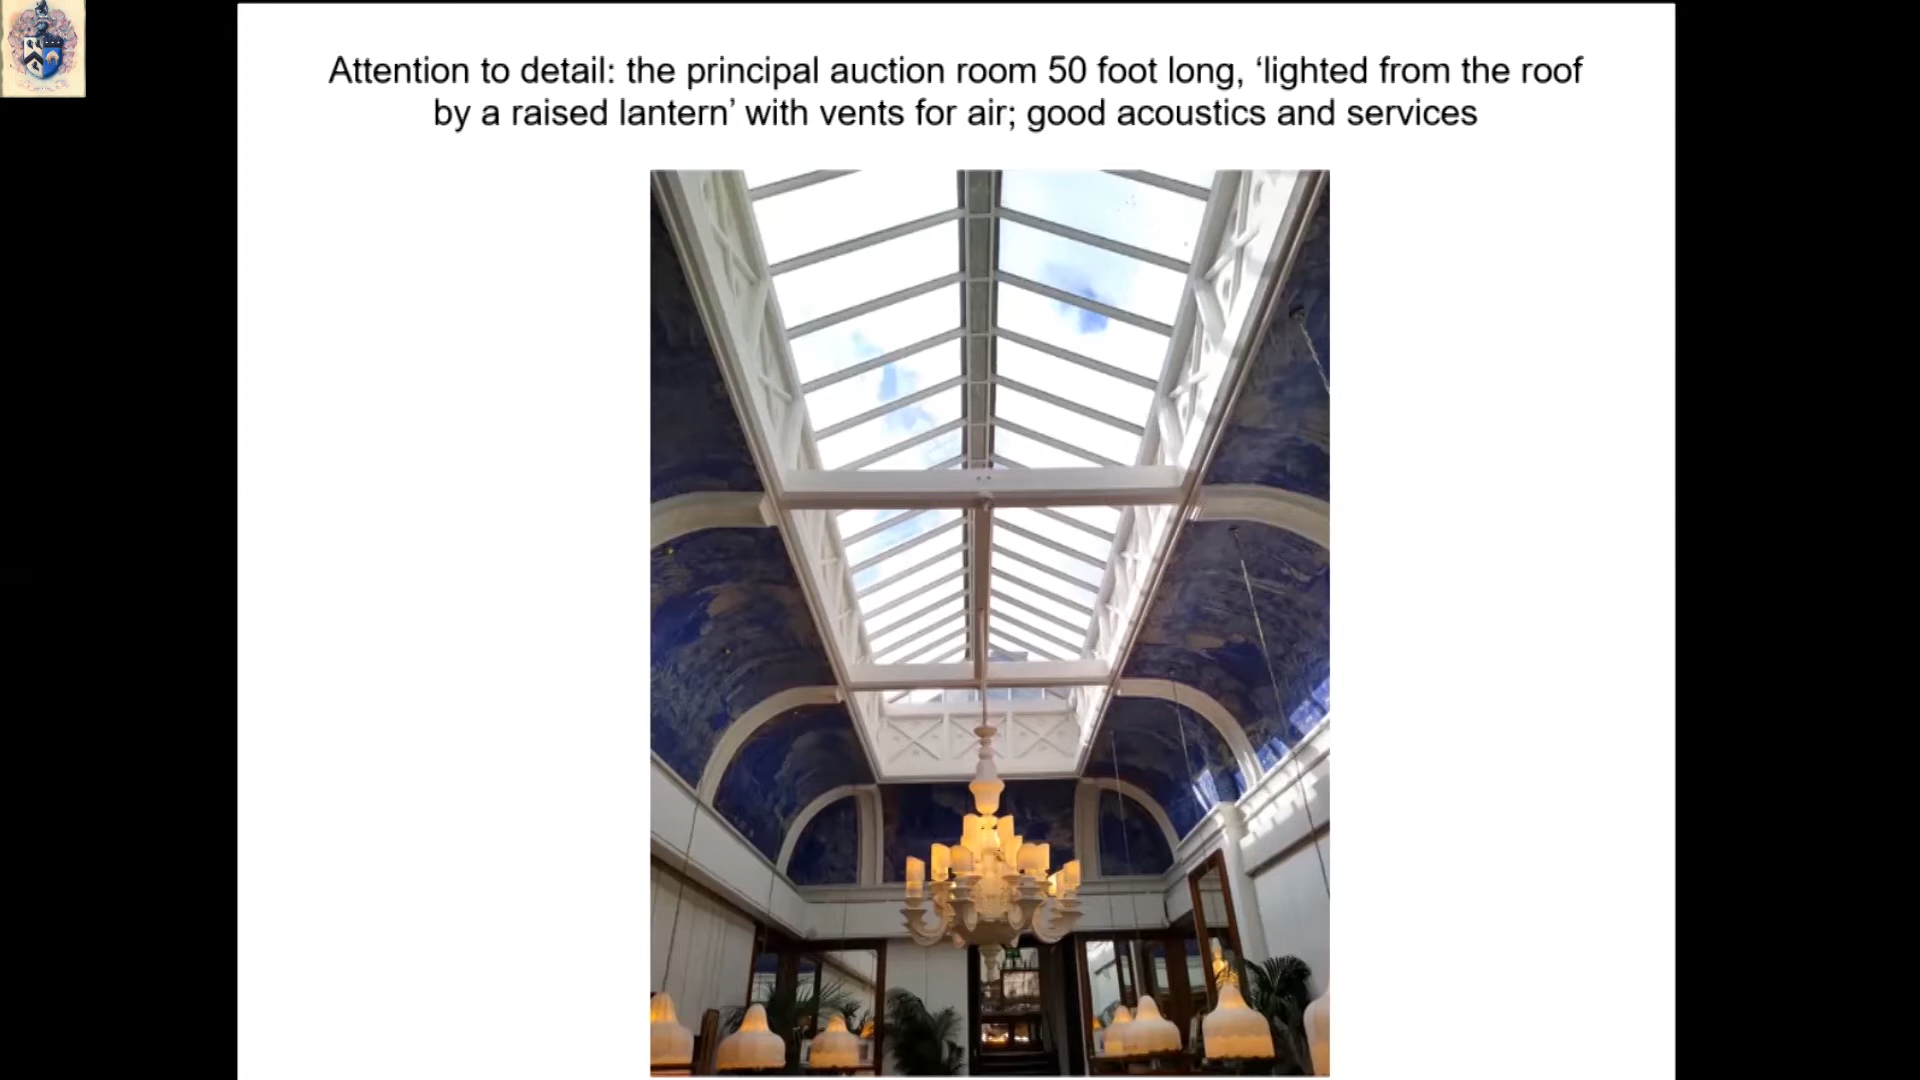 Attention to detail: the principal auction room 50 foot long, ‘lighted from the roof
by a raised lantern’ with vents for air; good acoustics and services